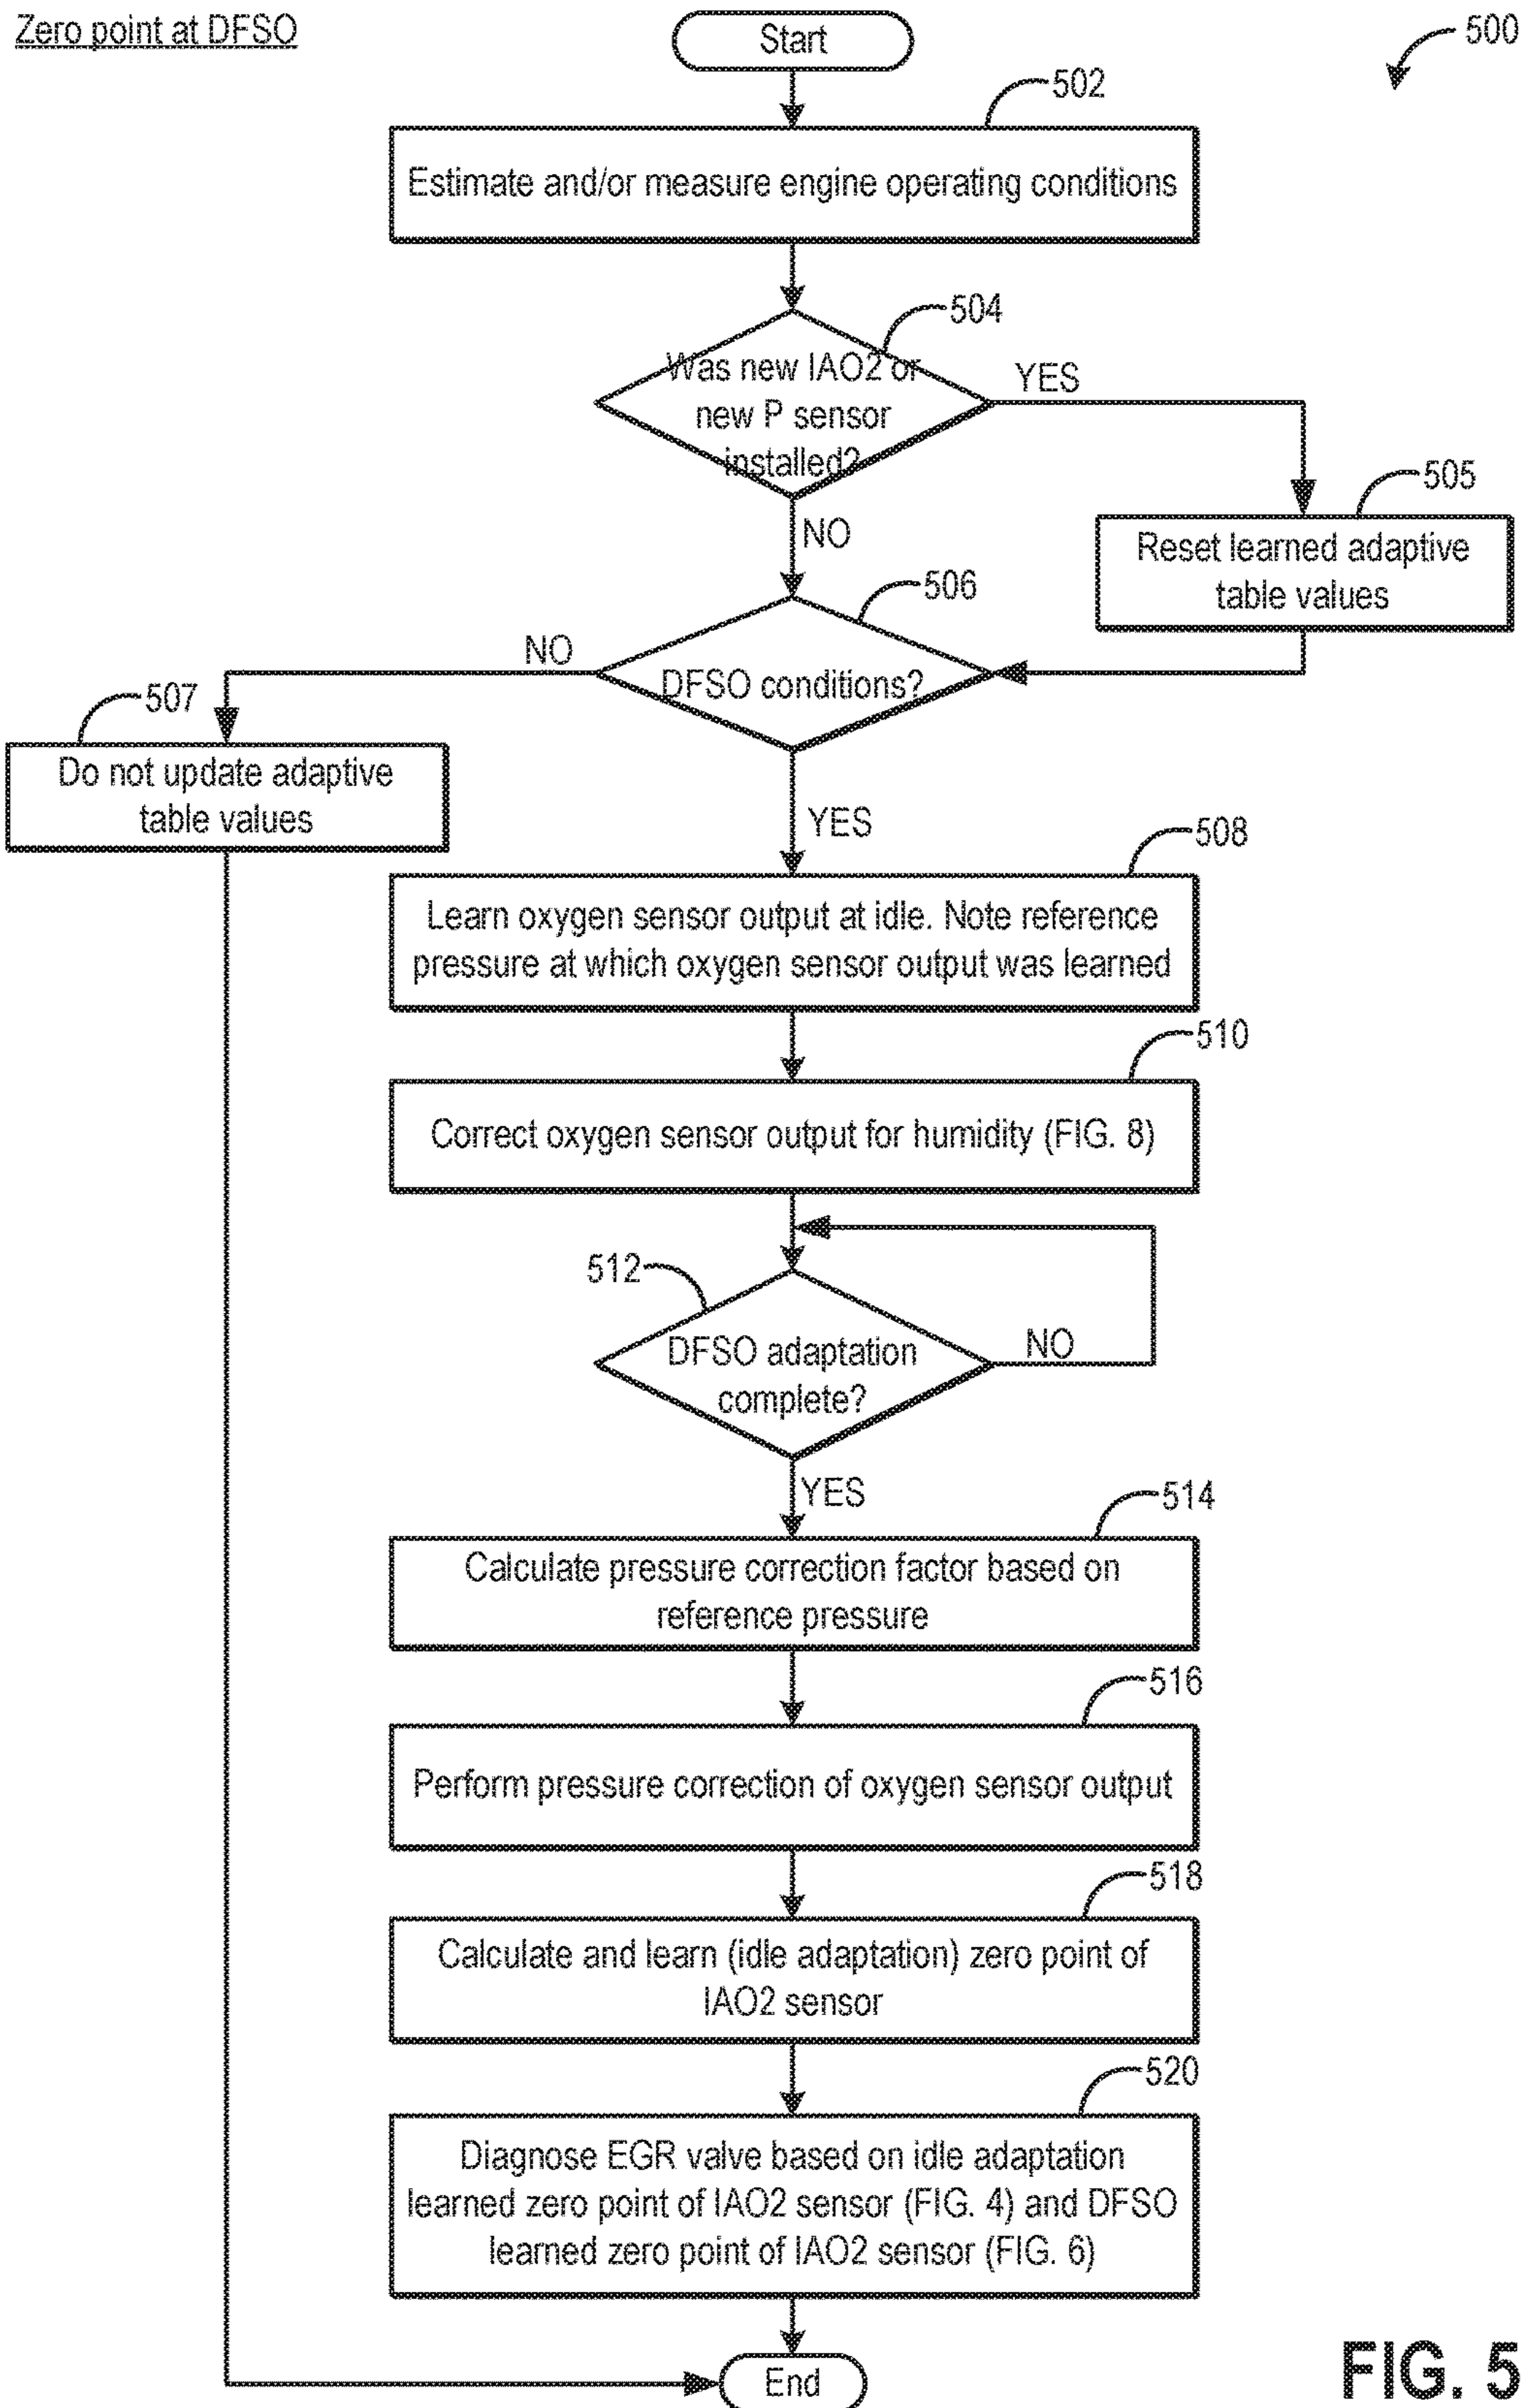 Zero point at DFSO
Start
500
502
Estimate and/or measure engine operating conditions
504
Was new IAO2 or
new P sensor
installed?
YES
NO
505
Reset learned adaptive
table values
506
DFSO conditions?
NO
507
Do not update adaptive
table values
YES
508
Learn oxygen sensor output at idle. Note reference
pressure at which oxygen sensor output was learned
510
Correct oxygen sensor output for humidity (FIG. 8)
512
DFSO adaptation
complete?
NO
YES
514
Calculate pressure correction factor based on
reference pressure
516
Perform pressure correction of oxygen sensor output
518
Calculate and learn (idle adaptation) zero point of
IAO2 sensor
520
Diagnose EGR valve based on idle adaptation
learned zero point of IAO2 sensor (FIG. 4) and DFSO
learned zero point of IAO2 sensor (FIG. 6)
End
FIG. 5